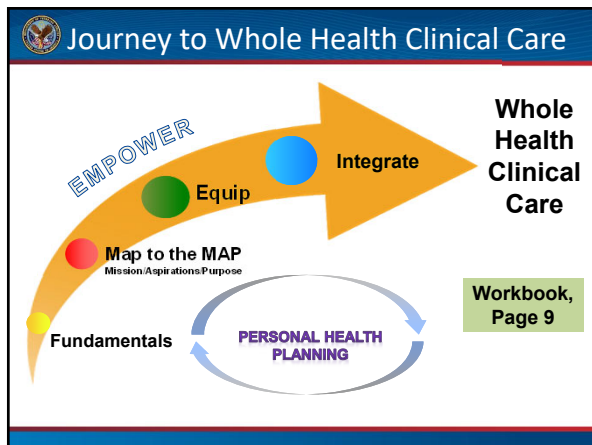 Journey to Whole Health Clinical Care
EMPOWER
Whole
Health
Clinical
Care
Integrate
Equip
Map to the MAP
Mission/Aspirations/Purpose
Fundamentals
PERSONAL HEALTH
PLANNING
Workbook,
Page 9